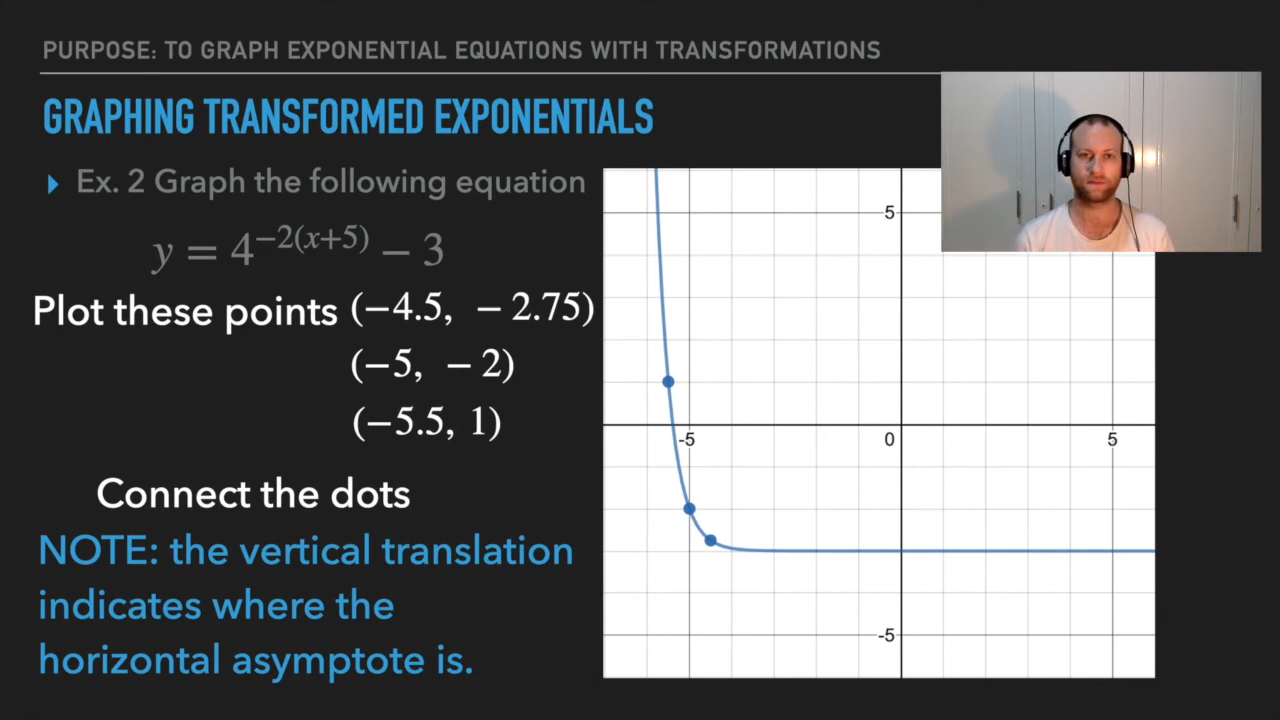 PURPOSE: TO GRAPH EXPONENTIAL EQUATIONS WITH TRANSFORMATIONS
GRAPHING TRANSFORMED EXPONENTIALS
Ex. 2 Graph the following equation
y = 4^{−2(x+5)} − 3
Plot these points (−4.5, − 2.75)
(−5, − 2)
(−5.5, 1)
Connect the dots
NOTE: the vertical translation
indicates where the
horizontal asymptote is.
5
-5 0 5
-5